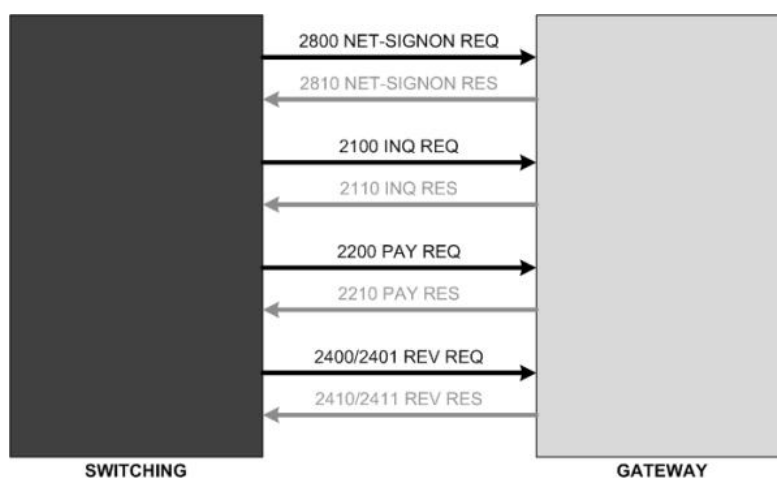 2800 NET-SIGNON REQ
2810 NET-SIGNON RES
2100 INQ REQ
2110 INQ RES
2200 PAY REQ
2210 PAY RES
2400/2401 REV REQ
2410/2411 REV RES
SWITCHING
GATEWAY